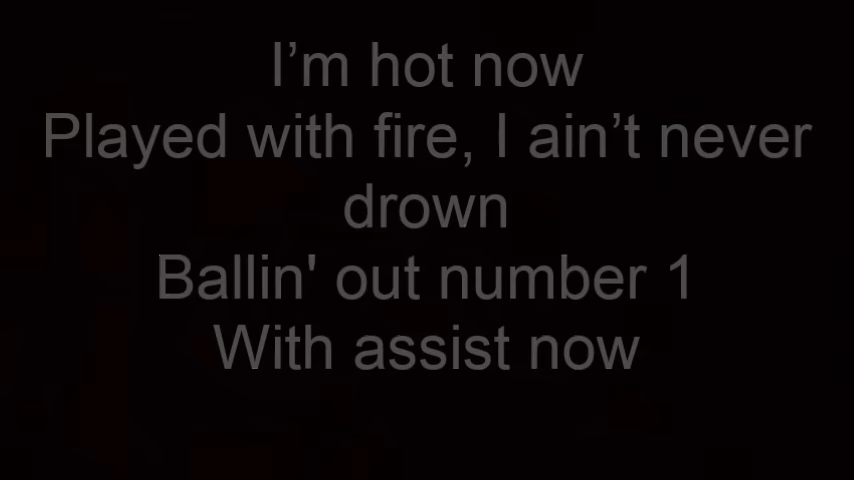 I’m hot now
Played with fire, I ain’t never
drown
Ballin' out number 1
With assist now